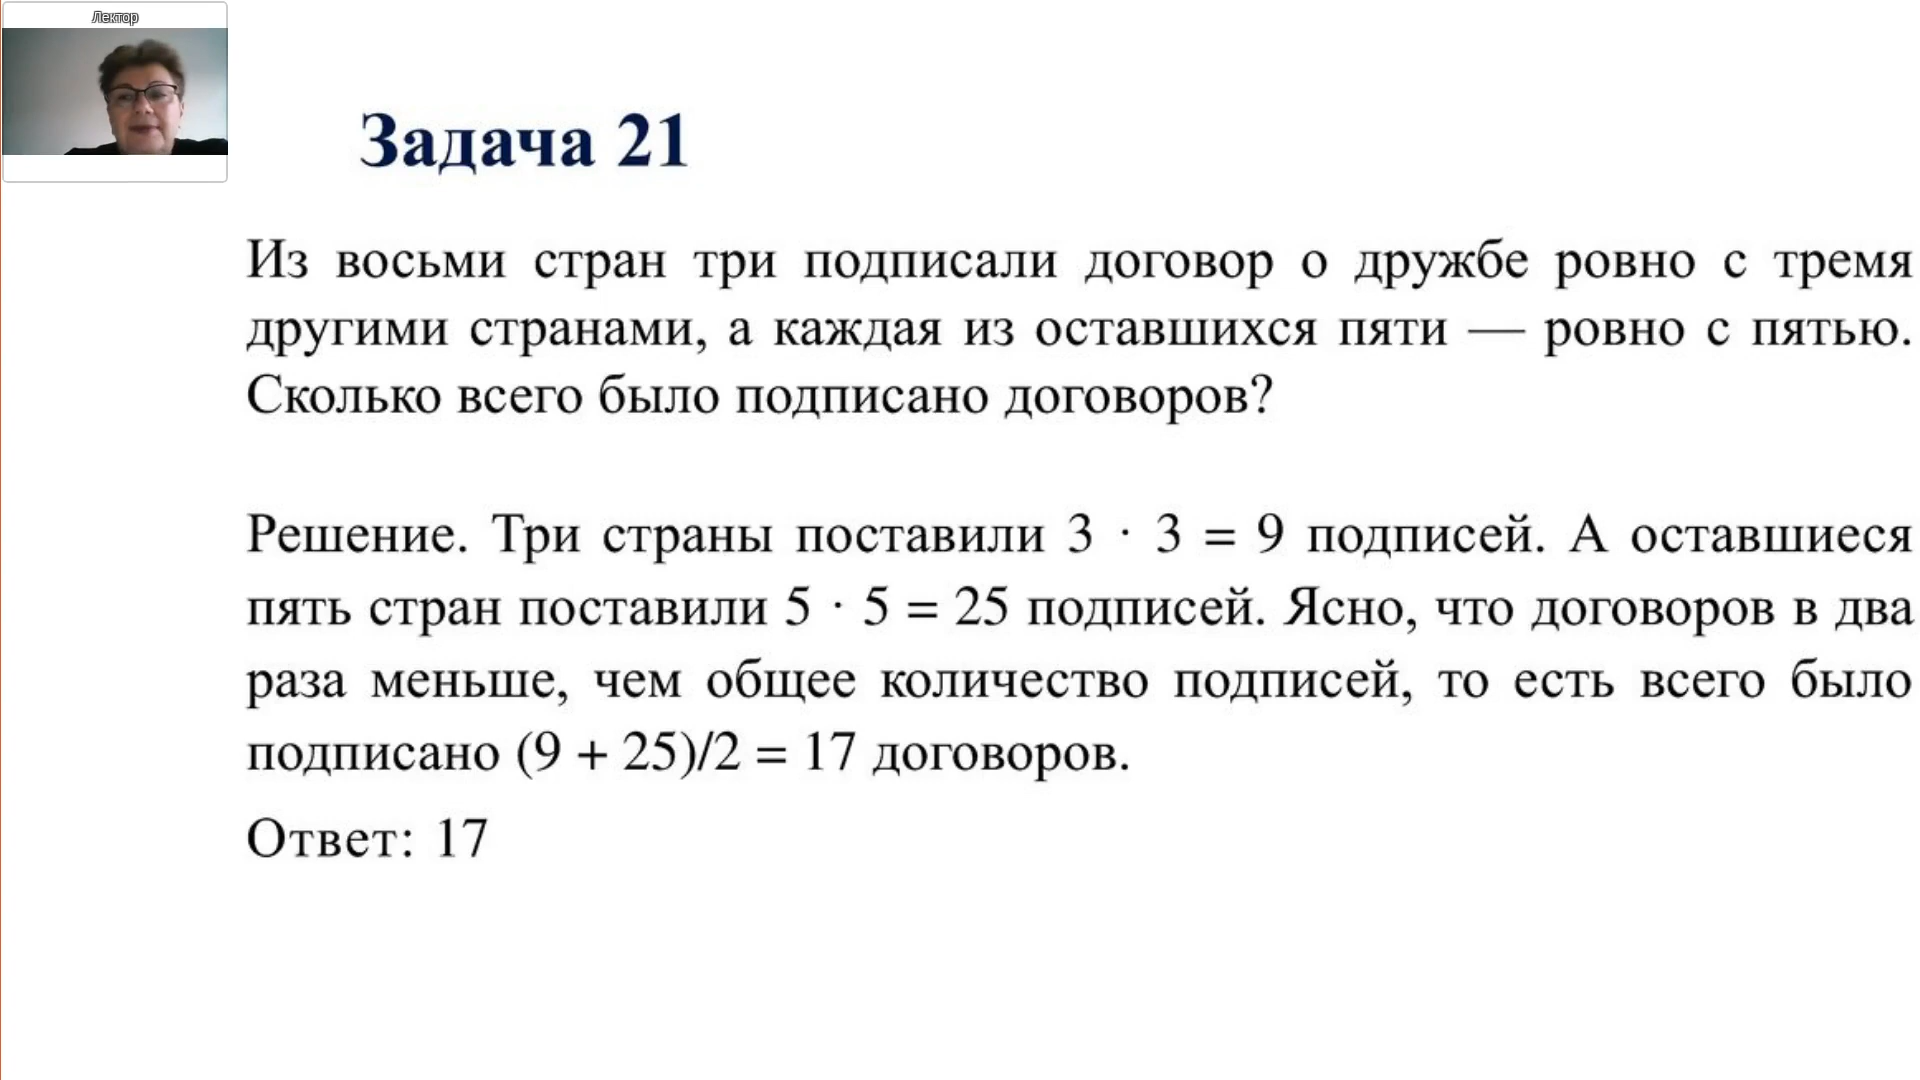 Лектор
Задача 21
Из восьми стран три подписали договор о дружбе ровно с тремя
другими странами, а каждая из оставшихся пяти — ровно с пятью.
Сколько всего было подписано договоров?
Решение. Три страны поставили 3 · 3 = 9 подписей. А оставшиеся
пять стран поставили 5 · 5 = 25 подписей. Ясно, что договоров в два
раза меньше, чем общее количество подписей, то есть всего было
подписано (9 + 25)/2 = 17 договоров.
Ответ: 17